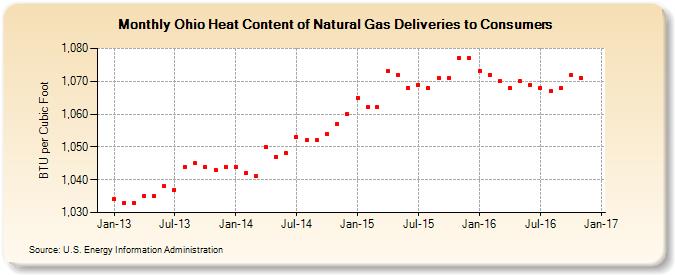 Monthly Ohio Heat Content of Natural Gas Deliveries to Consumers
BTU per Cubic Foot
1,080
1,070
1,060
1,050
1,040
1,030
Jan-13 Jul-13 Jan-14 Jul-14 Jan-15 Jul-15 Jan-16 Jul-16 Jan-17
Source: U.S. Energy Information Administration